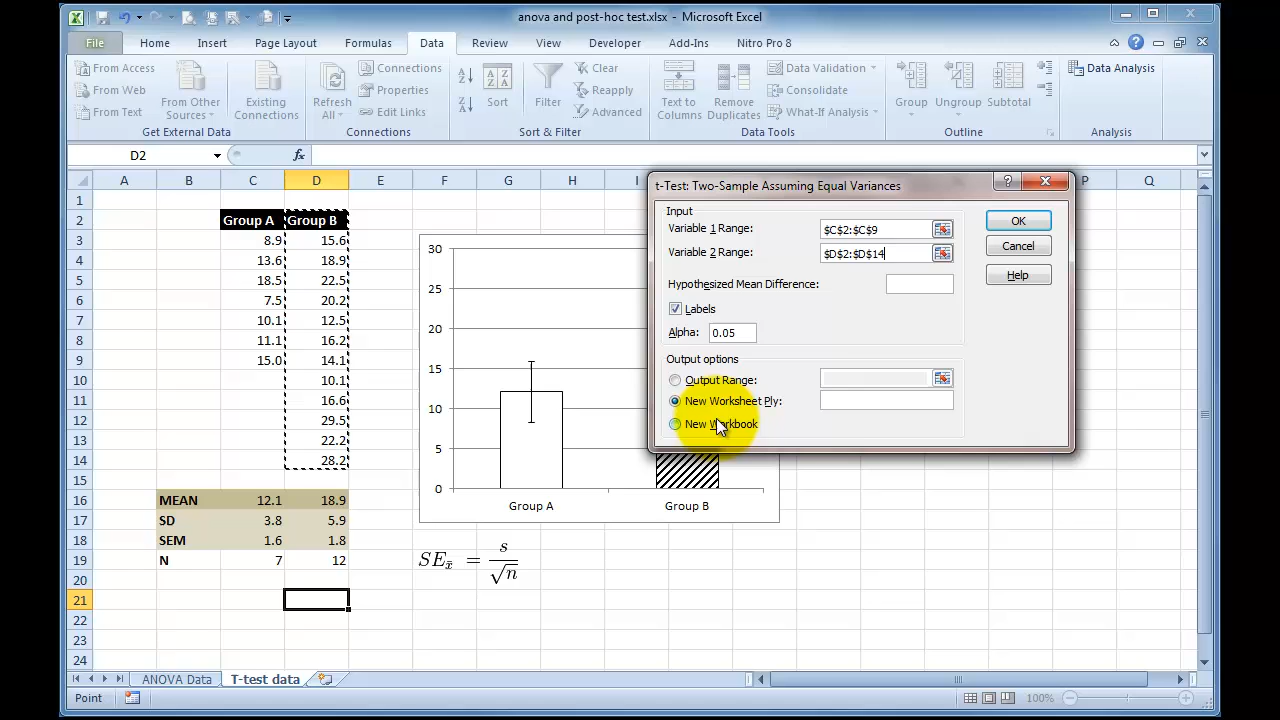 anova and post-hoc test.xlsx - Microsoft Excel
File Home Insert Page Layout Formulas Data Review View Developer Add-Ins Nitro Pro 8
From Access
From Web
From Text
From Other Sources
Existing Connections
Get External Data
Refresh All
Connections
Properties
Edit Links
Connections
Sort
Filter
Clear
Reapply
Advanced
Sort & Filter
Text to Columns
Remove Duplicates
Data Validation
Consolidate
What-If Analysis
Data Tools
Group
Ungroup
Subtotal
Outline
Data Analysis
Analysis
D2 fx
A B C D E F G H I P Q
1
2 Group A Group B
3 8.9 15.6
4 13.6 18.9
5 18.5 22.5
6 7.5 20.2
7 10.1 12.5
8 11.1 16.2
9 15.0 14.1
10 10.1
11 16.6
12 29.5
13 22.2
14 28.2
15
16 MEAN 12.1 18.9
17 SD 3.8 5.9
18 SEM 1.6 1.8
19 N 7 12
20
21
22
23
24
30
25
20
15
10
5
0
Group A Group B
SE x̄ = s / √n
t-Test: Two-Sample Assuming Equal Variances
Input
Variable 1 Range: $C$2:$C$9
Variable 2 Range: $D$2:$D$14
Hypothesized Mean Difference:
Labels
Alpha: 0.05
Output options
Output Range:
New Worksheet Ply:
New Workbook
OK
Cancel
Help
ANOVA Data T-test data
Point 100%